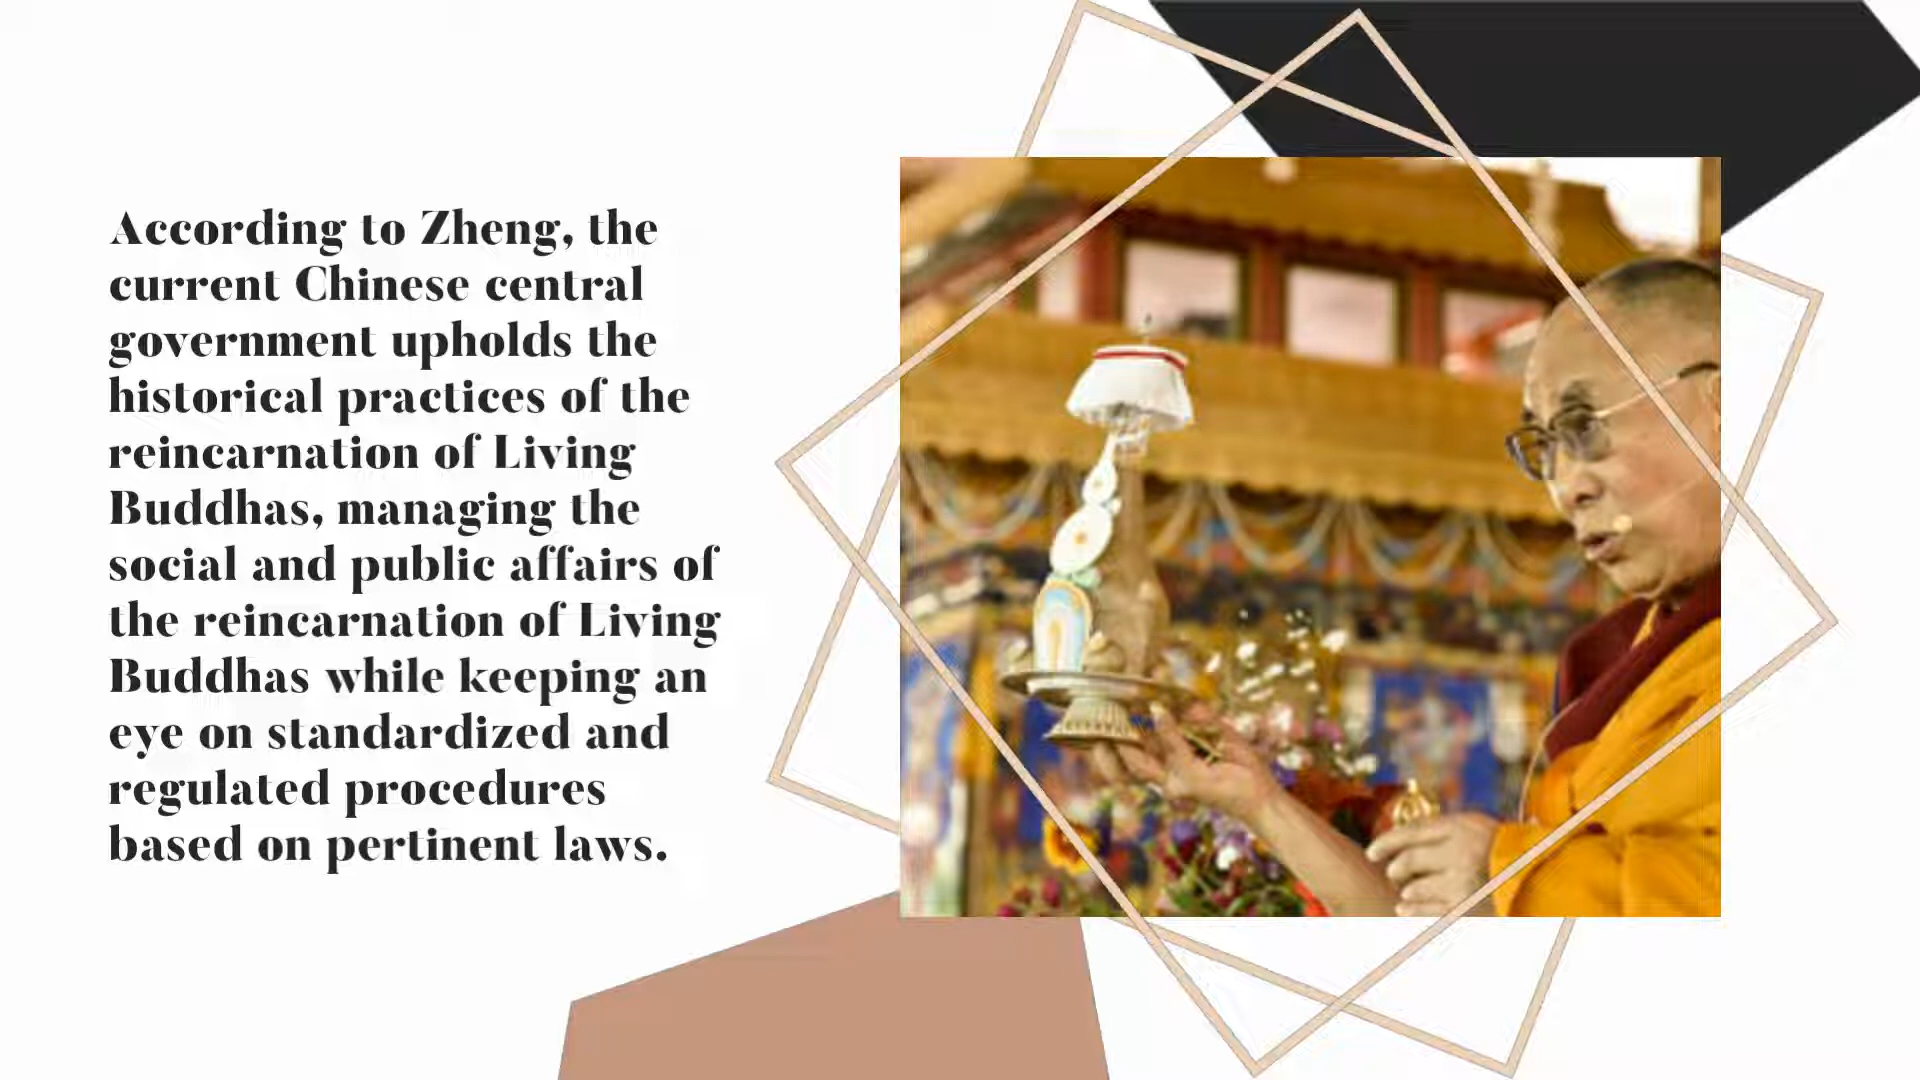 According to Zheng, the
current Chinese central
government upholds the
historical practices of the
reincarnation of Living
Buddhas, managing the
social and public affairs of
the reincarnation of Living
Buddhas while keeping an
eye on standardized and
regulated procedures
based on pertinent laws.